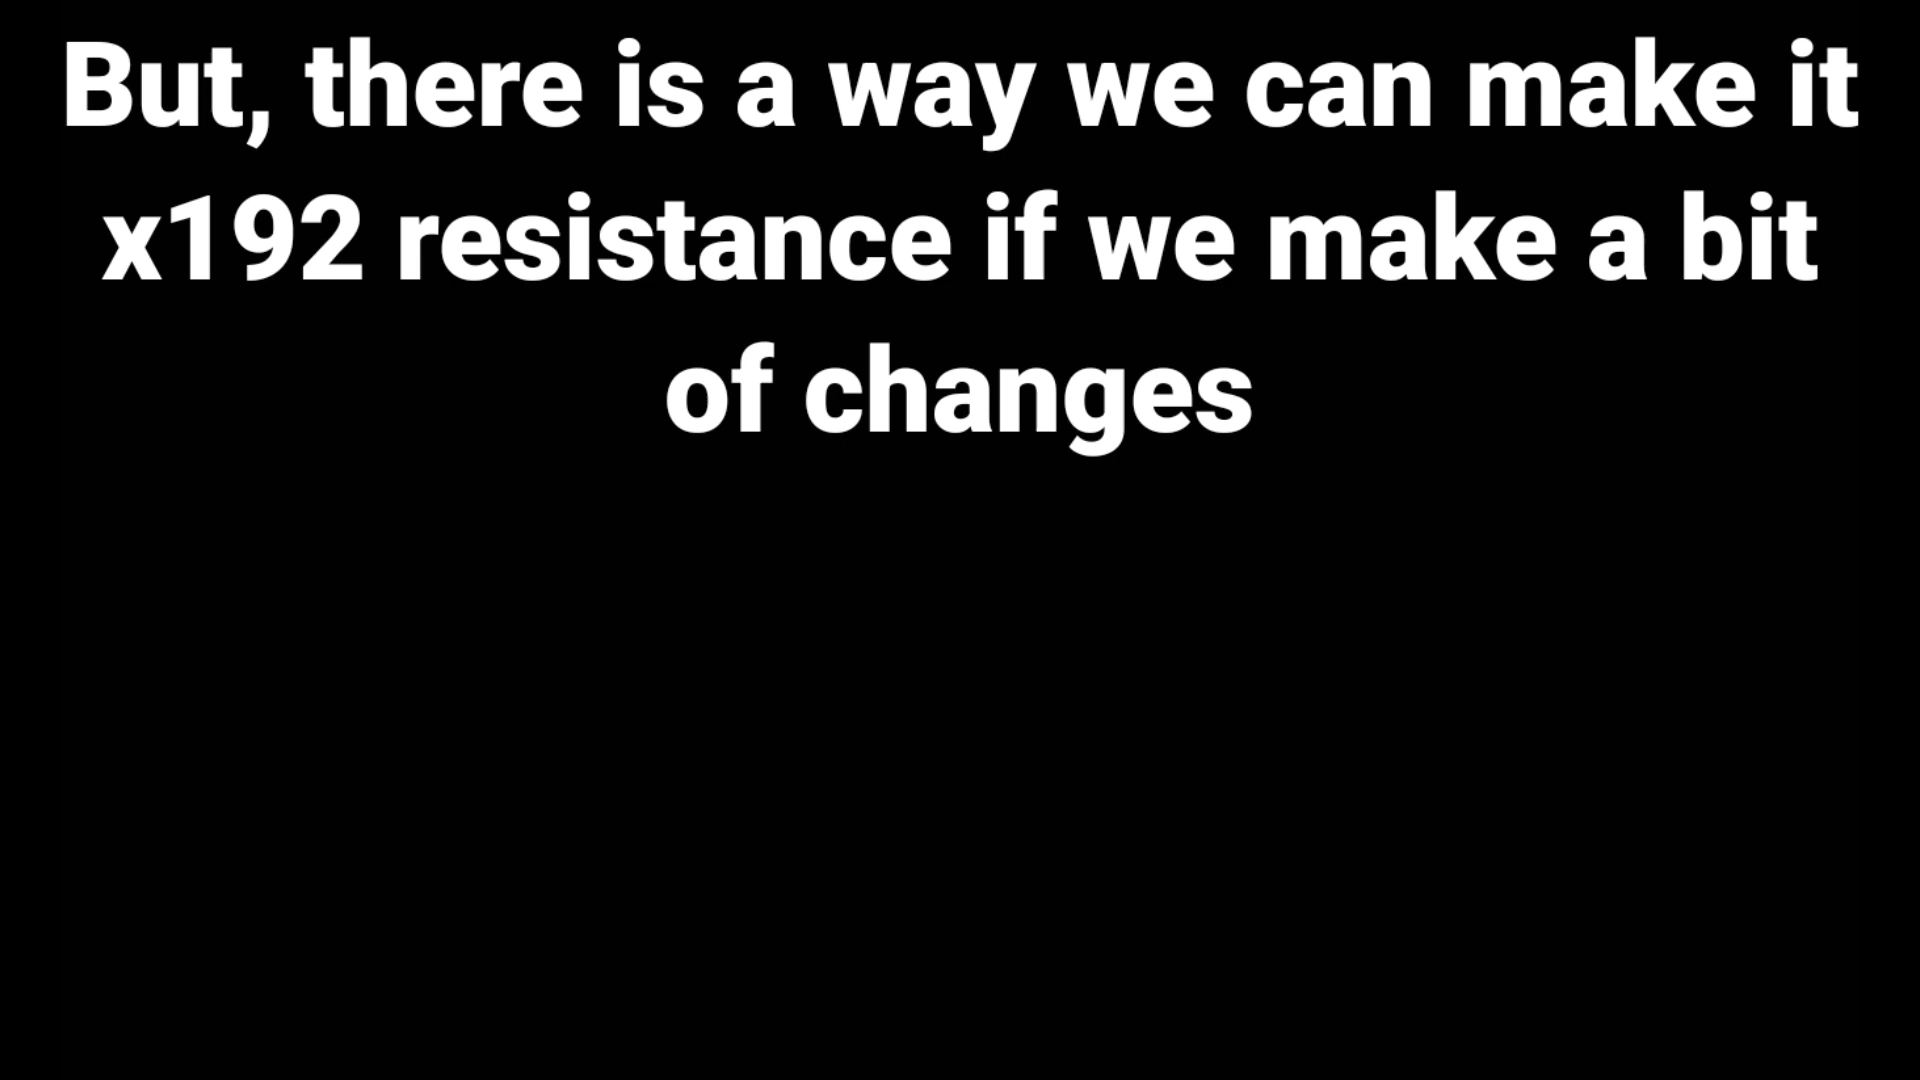 But, there is a way we can make it
x192 resistance if we make a bit
of changes